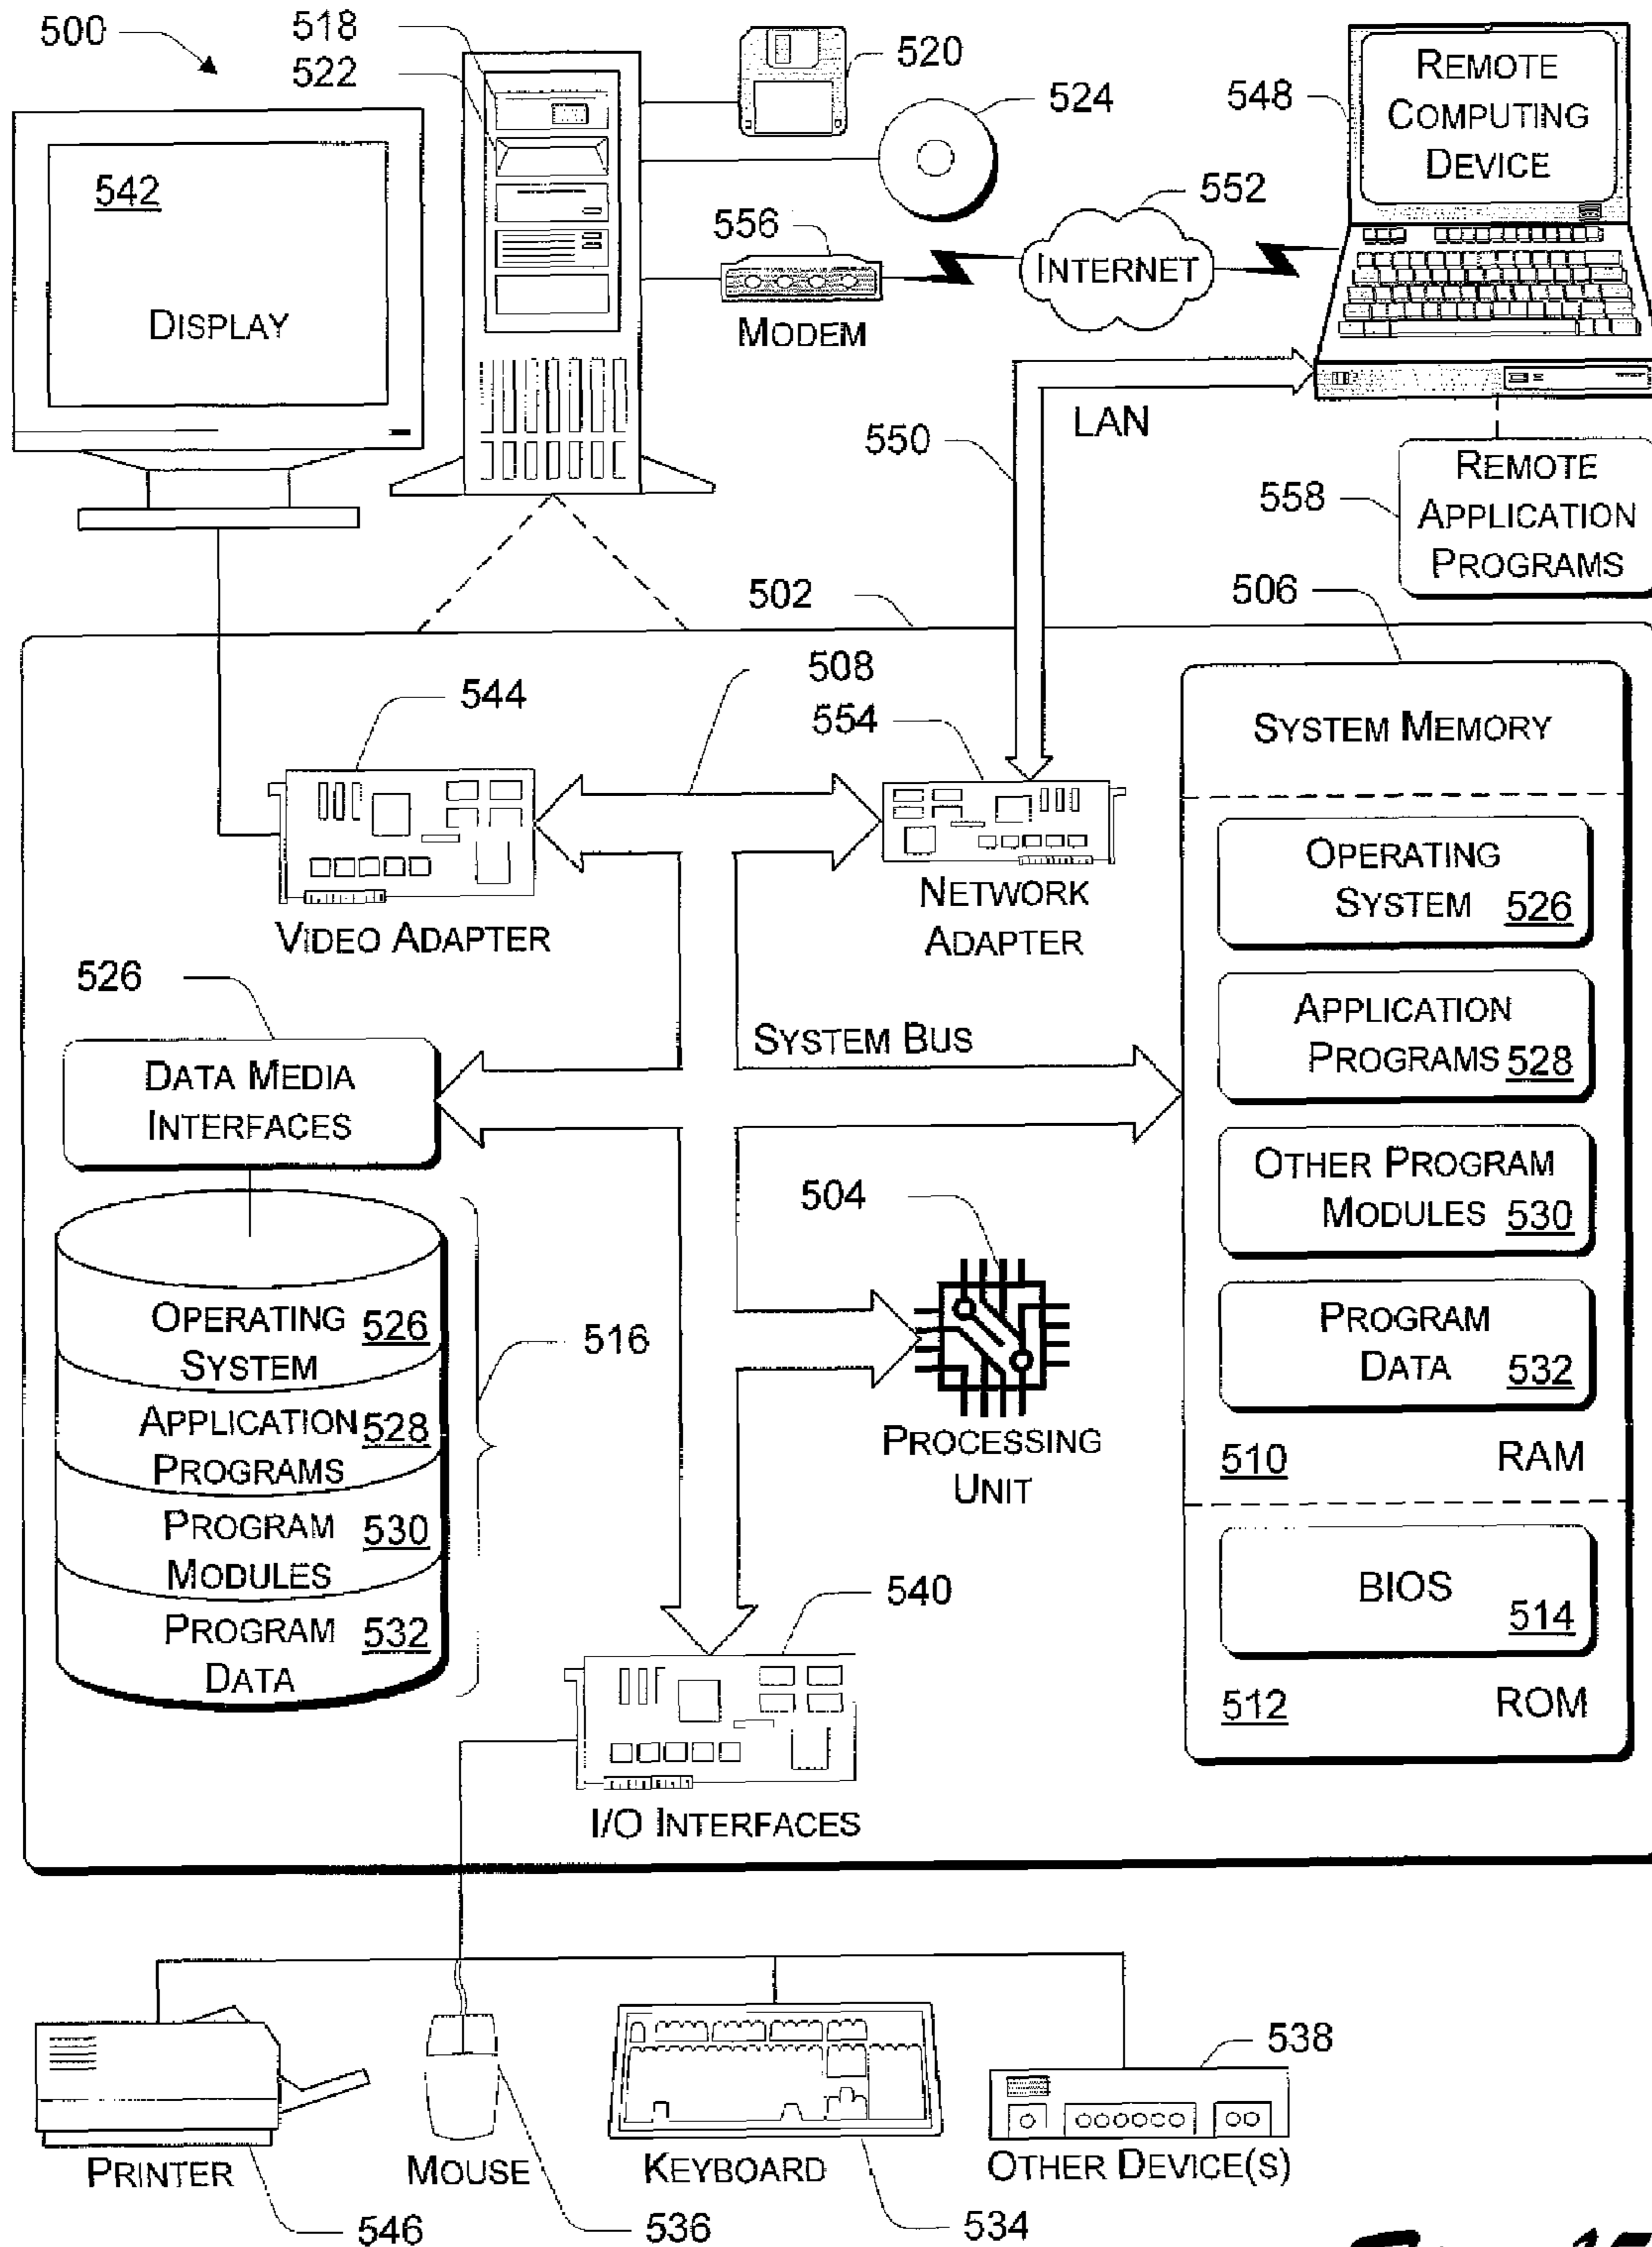 500
518
522
520
524
548
REMOTE
COMPUTING
DEVICE
542
DISPLAY
556
MODEM
552
INTERNET
550
LAN
558
REMOTE
APPLICATION
PROGRAMS
502
506
508
544
VIDEO ADAPTER
554
NETWORK
ADAPTER
SYSTEM MEMORY
OPERATING
SYSTEM 526
APPLICATION
PROGRAMS 528
OTHER PROGRAM
MODULES 530
PROGRAM
DATA 532
510 RAM
BIOS
514
512 ROM
526
DATA MEDIA
INTERFACES
SYSTEM BUS
504
PROCESSING
UNIT
OPERATING 526
SYSTEM
APPLICATION 528
PROGRAMS
PROGRAM 530
MODULES
PROGRAM 532
DATA
516
540
I/O INTERFACES
PRINTER
546
MOUSE
536
KEYBOARD
534
538
OTHER DEVICE(S)